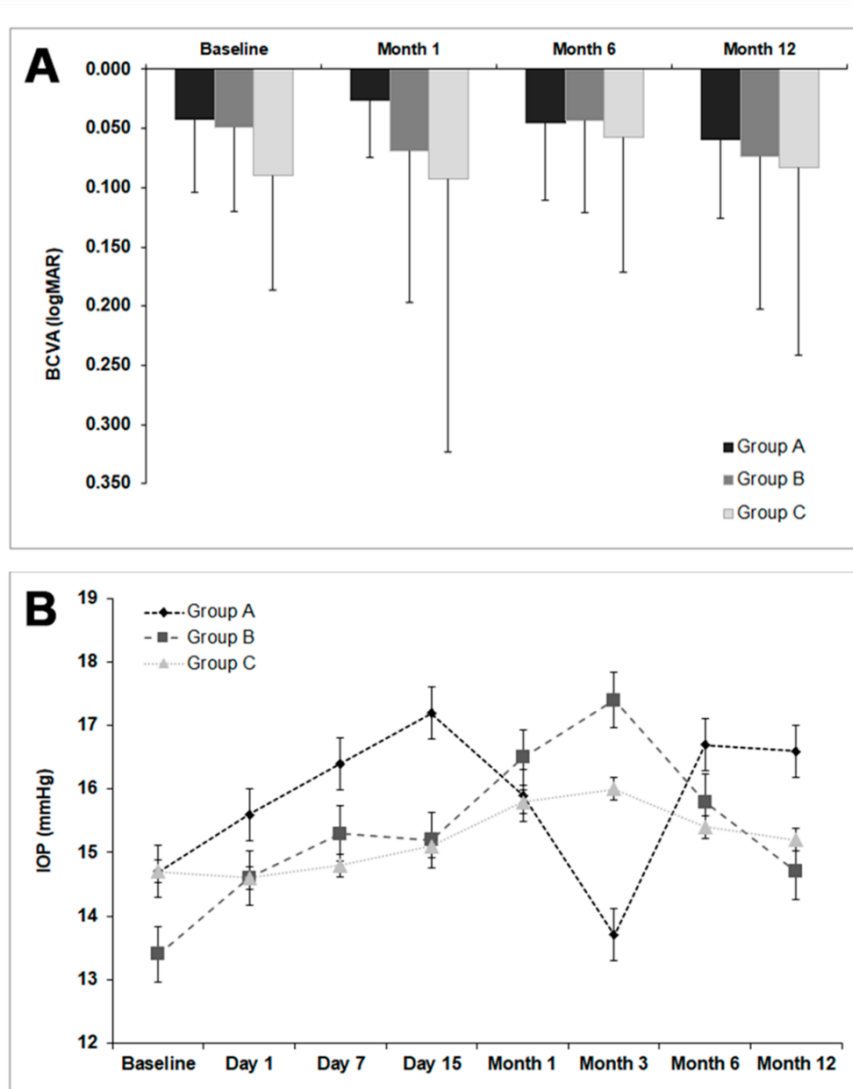 A
Baseline Month 1 Month 6 Month 12
0.000
0.050
0.100
0.150
0.200
0.250
0.300
0.350
BCVA (logMAR)
Group A
Group B
Group C
B
19
18
17
16
15
14
13
12
IOP (mmHg)
Group A
Group B
Group C
Baseline Day 1 Day 7 Day 15 Month 1 Month 3 Month 6 Month 12